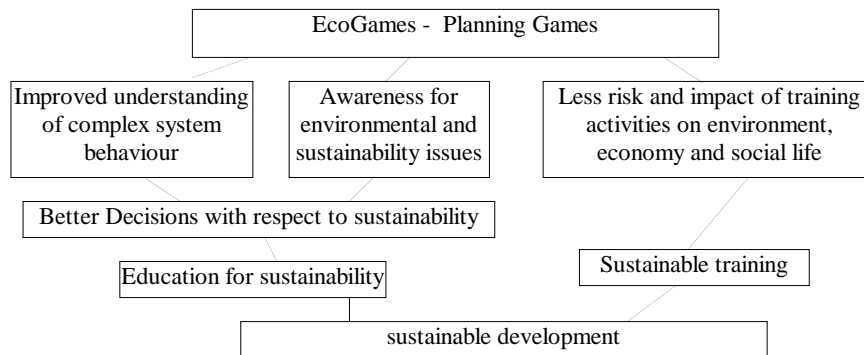 EcoGames - Planning Games
Improved understanding
of complex system
behaviour
Awareness for
environmental and
sustainability issues
Less risk and impact of training
activities on environment,
economy and social life
Better Decisions with respect to sustainability
Education for sustainability
Sustainable training
sustainable development